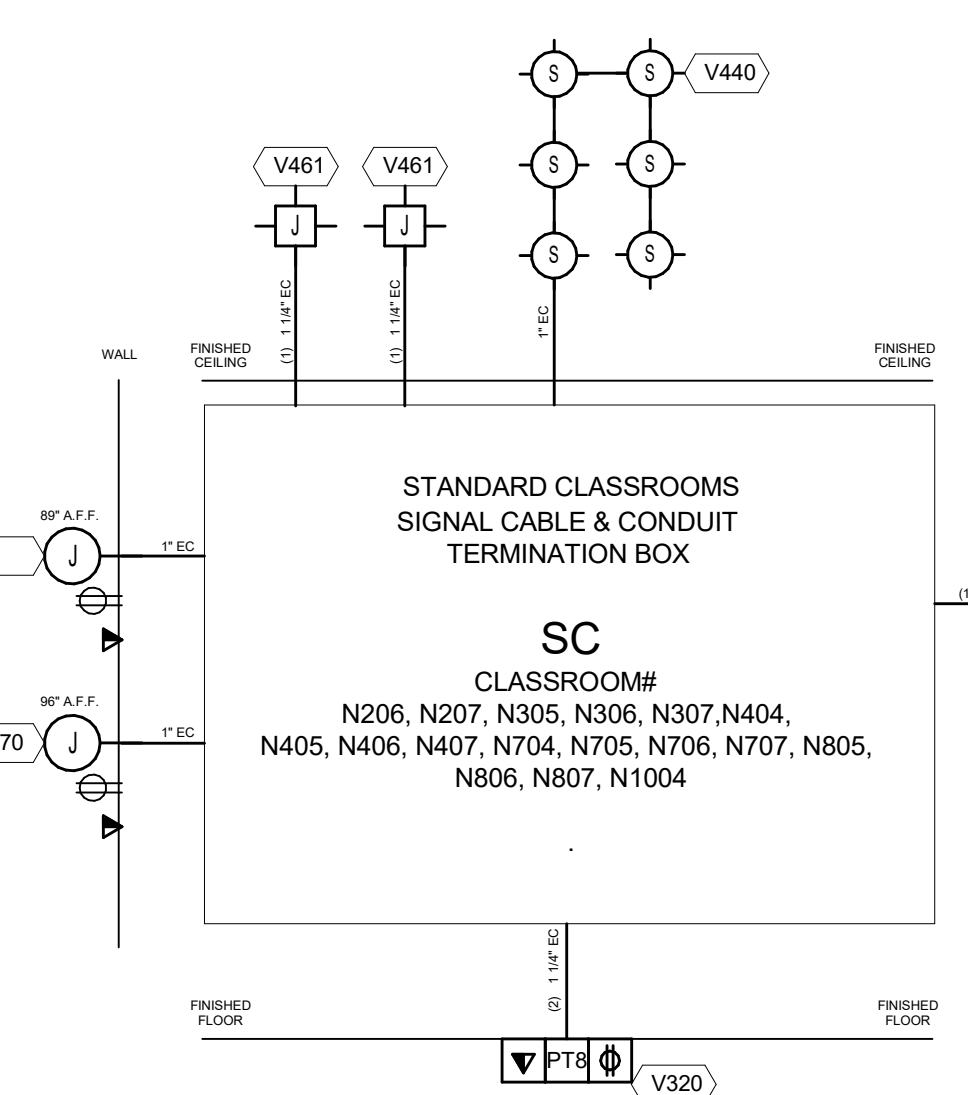 S
S
V440
V461
V461
S
S
J
J
S
S
(1) 1 1/4" EC
(1) 1 1/4" EC
1" EC
WALL
FINISHED
CEILING
FINISHED
CEILING
STANDARD CLASSROOMS
SIGNAL CABLE & CONDUIT
TERMINATION BOX
89" A.F.F.
J
1" EC
(1
SC
CLASSROOM#
N206, N207, N305, N306, N307,N404,
N405, N406, N407, N704, N705, N706, N707, N805,
N806, N807, N1004
.
96" A.F.F.
70
J
1" EC
(2) 1 1/4" EC
FINISHED
FLOOR
FINISHED
FLOOR
PT8
V320